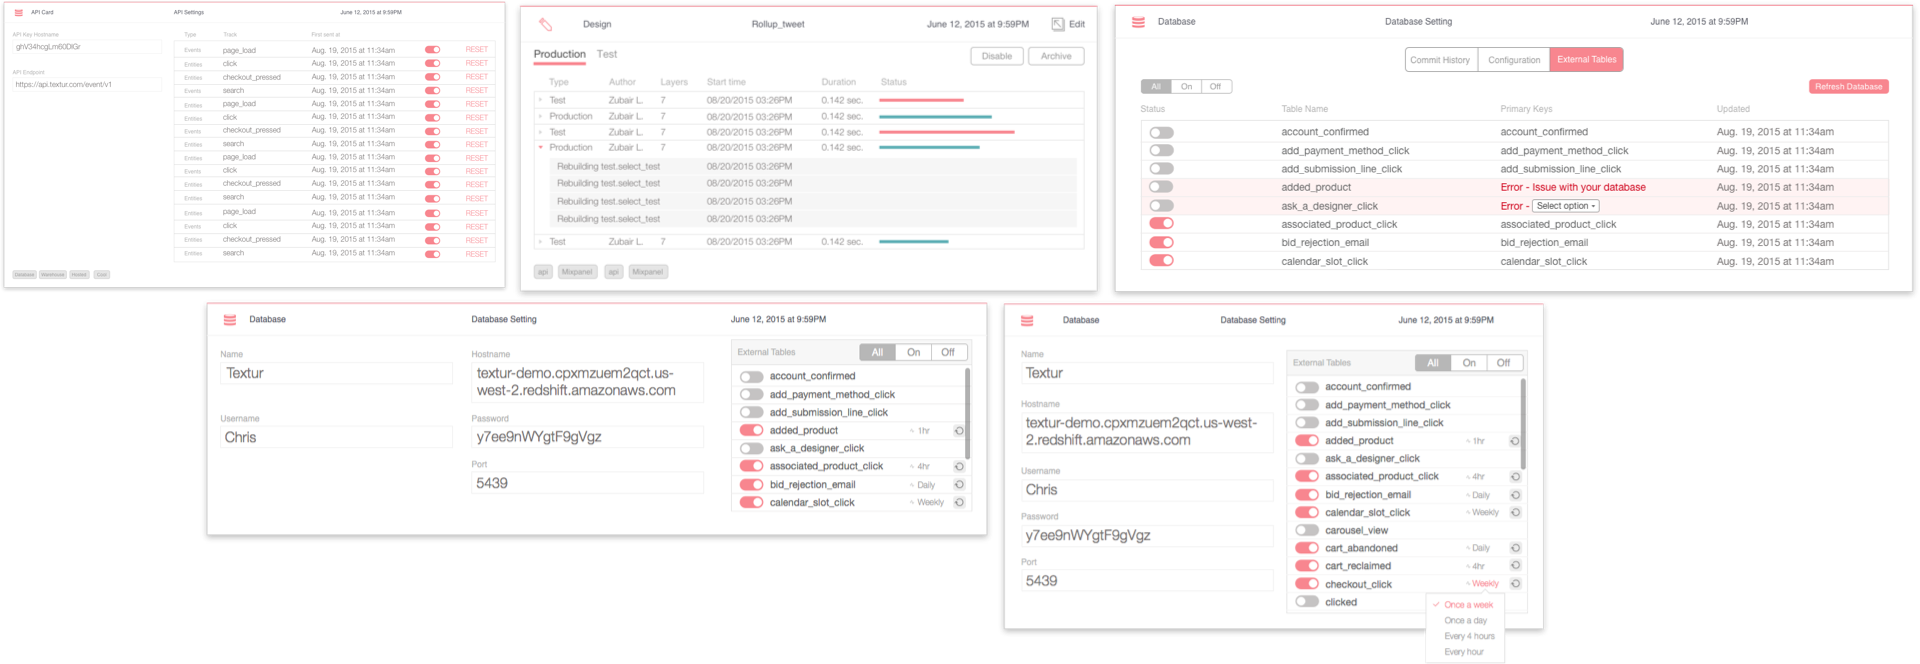 API Card API Settings June 12, 2015 at 9:59PM
API Key Hostname
ghV34hcgLm60DlGr
API Endpoint
https://api.textur.com/event/v1
Type Track First sent at
Events page_load Aug. 19, 2015 at 11:34am RESET
Entities click Aug. 19, 2015 at 11:34am RESET
Entities checkout_pressed Aug. 19, 2015 at 11:34am RESET
Events search Aug. 19, 2015 at 11:34am RESET
Entities page_load Aug. 19, 2015 at 11:34am RESET
Entities click Aug. 19, 2015 at 11:34am RESET
Events checkout_pressed Aug. 19, 2015 at 11:34am RESET
Entities search Aug. 19, 2015 at 11:34am RESET
Entities page_load Aug. 19, 2015 at 11:34am RESET
Events click Aug. 19, 2015 at 11:34am RESET
Entities checkout_pressed Aug. 19, 2015 at 11:34am RESET
Entities search Aug. 19, 2015 at 11:34am RESET
Entities page_load Aug. 19, 2015 at 11:34am RESET
Events click Aug. 19, 2015 at 11:34am RESET
Entities checkout_pressed Aug. 19, 2015 at 11:34am RESET
Entities search Aug. 19, 2015 at 11:34am RESET
Database Warehouse Hosted Cool
Design Rollup_tweet June 12, 2015 at 9:59PM Edit
Production Test Disable Archive
Type Author Layers Start time Duration Status
Test Zubair L. 7 08/20/2015 03:26PM 0.142 sec.
Production Zubair L. 7 08/20/2015 03:26PM 0.142 sec.
Test Zubair L. 7 08/20/2015 03:26PM 0.142 sec.
Production Zubair L. 7 08/20/2015 03:26PM 0.142 sec.
Rebuilding test.select_test 08/20/2015 03:26PM
Rebuilding test.select_test 08/20/2015 03:26PM
Rebuilding test.select_test 08/20/2015 03:26PM
Rebuilding test.select_test 08/20/2015 03:26PM
Test Zubair L. 7 08/20/2015 03:26PM 0.142 sec.
api Mixpanel api Mixpanel
Database Database Setting June 12, 2015 at 9:59PM
Commit History Configuration External Tables
All On Off Refresh Database
Status Table Name Primary Keys Updated
account_confirmed account_confirmed Aug. 19, 2015 at 11:34am
add_payment_method_click add_payment_method_click Aug. 19, 2015 at 11:34am
add_submission_line_click add_submission_line_click Aug. 19, 2015 at 11:34am
added_product Error - Issue with your database Aug. 19, 2015 at 11:34am
ask_a_designer_click Error - Select option Aug. 19, 2015 at 11:34am
associated_product_click associated_product_click Aug. 19, 2015 at 11:34am
bid_rejection_email bid_rejection_email Aug. 19, 2015 at 11:34am
calendar_slot_click calendar_slot_click Aug. 19, 2015 at 11:34am
Database Database Setting June 12, 2015 at 9:59PM
Name
Textur
Username
Chris
Hostname
textur-demo.cpxmzuem2qct.us-
west-2.redshift.amazonaws.com
Password
y7ee9nWYgtF9gVgz
Port
5439
External Tables All On Off
account_confirmed
add_payment_method_click
add_submission_line_click
added_product 1hr
ask_a_designer_click
associated_product_click 4hr
bid_rejection_email Daily
calendar_slot_click Weekly
Database Database Setting June 12, 2015 at 9:59PM
Name
Textur
Hostname
textur-demo.cpxmzuem2qct.us-west-
2.redshift.amazonaws.com
Username
Chris
Password
y7ee9nWYgtF9gVgz
Port
5439
External Tables All On Off
account_confirmed
add_payment_method_click
add_submission_line_click
added_product 1hr
ask_a_designer_click
associated_product_click 4hr
bid_rejection_email Daily
calendar_slot_click Weekly
carousel_view
cart_abandoned Daily
cart_reclaimed 4hr
checkout_click Weekly
clicked
Once a week
Once a day
Every 4 hours
Every hour